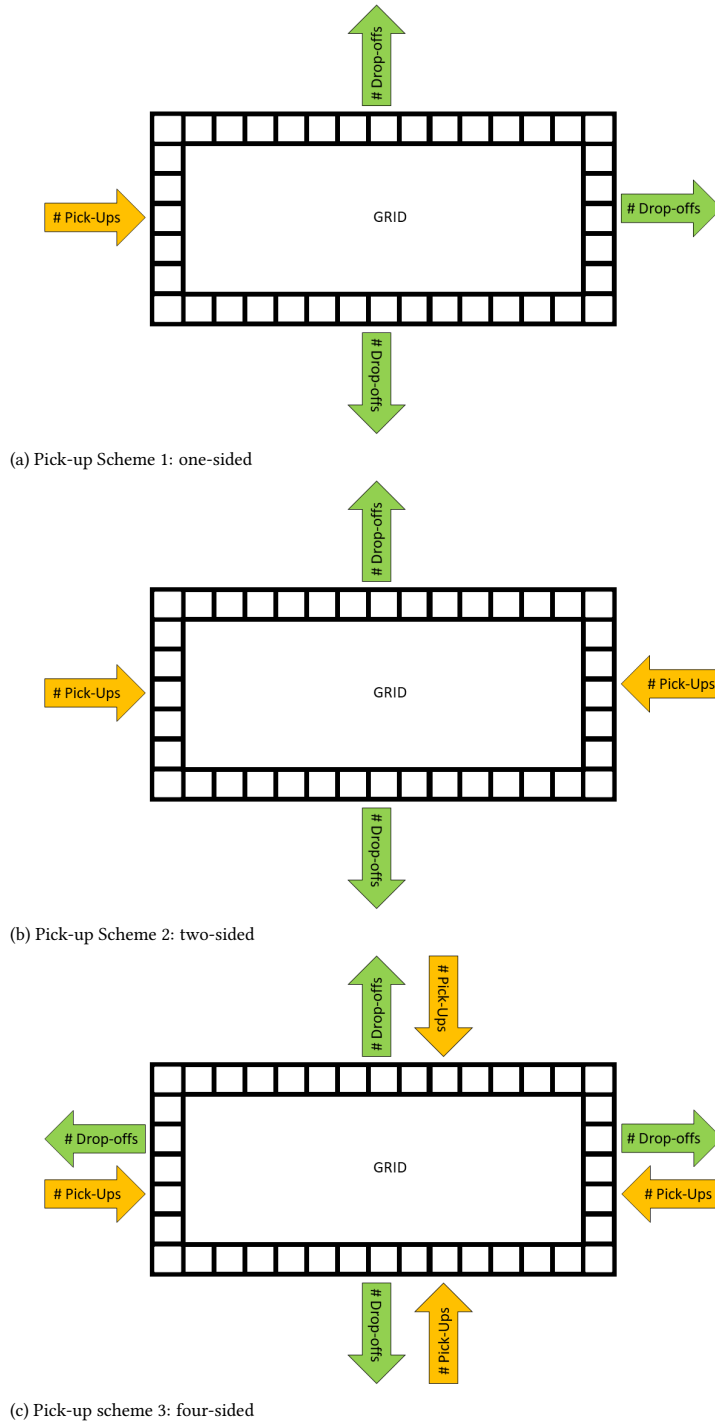 # Drop-offs
# Pick-Ups
GRID
# Drop-offs
# Drop-offs
(a) Pick-up Scheme 1: one-sided
# Drop-offs
# Pick-Ups
GRID
# Pick-Ups
# Drop-offs
(b) Pick-up Scheme 2: two-sided
# Drop-offs
# Pick-Ups
# Drop-offs
# Drop-offs
GRID
# Pick-Ups
# Pick-Ups
# Drop-offs
# Pick-Ups
(c) Pick-up scheme 3: four-sided